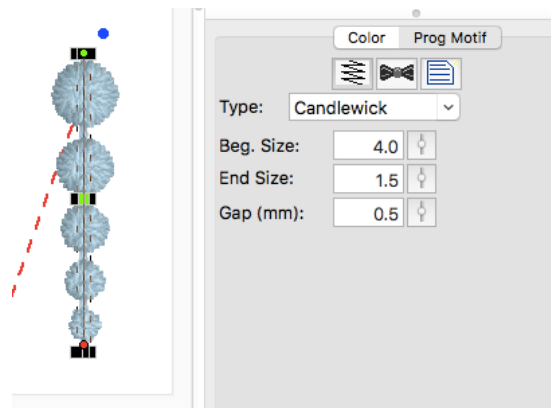 Color Prog Motif
Type: Candlewick
Beg. Size: 4.0
End Size: 1.5
Gap (mm): 0.5